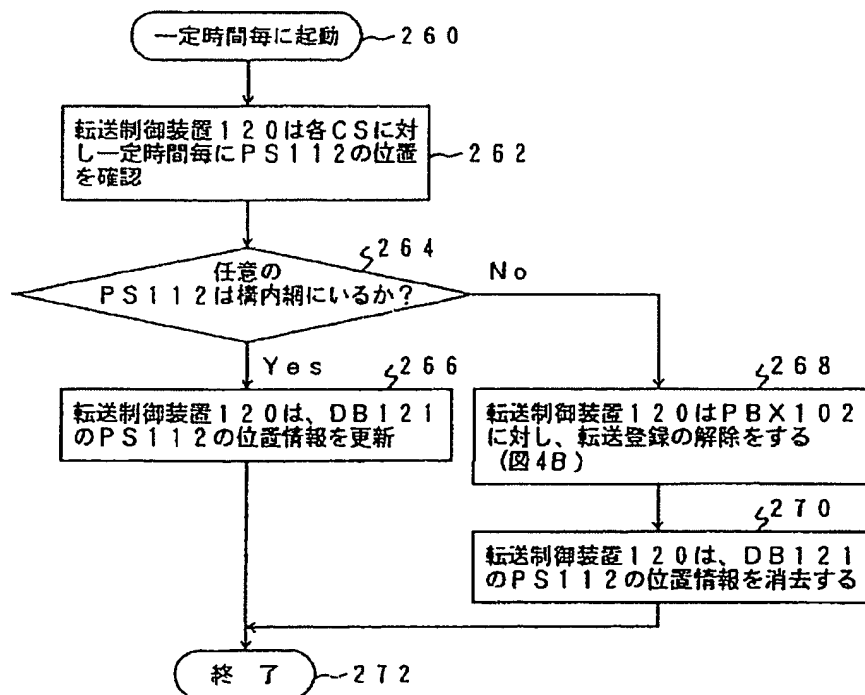 一定時間毎に起動
260
転送制御装置120は各CSに対
し一定時間毎にPS112の位置
を確認
262
264
任意の
PS112は構内網にいるか?
No
Yes
266
転送制御装置120は、DB121
のPS112の位置情報を更新
268
転送制御装置120はPBX102
に対し、転送登録の解除をする
(図4B)
270
転送制御装置120は、DB121
のPS112の位置情報を消去する
終 了
272